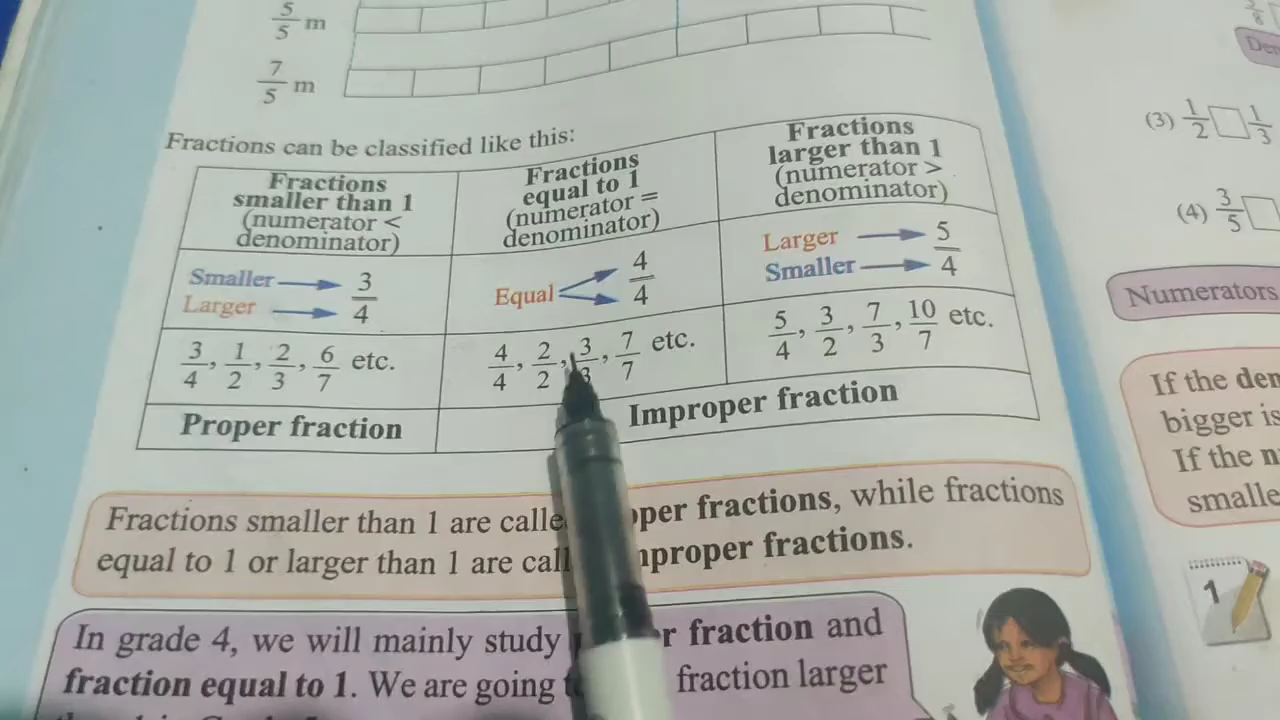 5/5 m
7/5 m
Fractions can be classified like this:
Fractions smaller than 1 (numerator < denominator)
Fractions equal to 1 (numerator = denominator)
Fractions larger than 1 (numerator > denominator)
Smaller 3/4
Larger
Equal 4/4
Larger 5/4
Smaller
3/4, 1/2, 2/3, 6/7 etc.
4/4, 2/2, 3/3, 7/7 etc.
5/4, 3/2, 7/3, 10/7 etc.
Proper fraction
Improper fraction
Fractions smaller than 1 are called proper fractions, while fractions
equal to 1 or larger than 1 are called improper fractions.
In grade 4, we will mainly study fraction and
fraction equal to 1. We are going fraction larger
(3) 1/2 □ 1/3
(4) 3/5 □
Numerators
If the
bigger is
If the
1